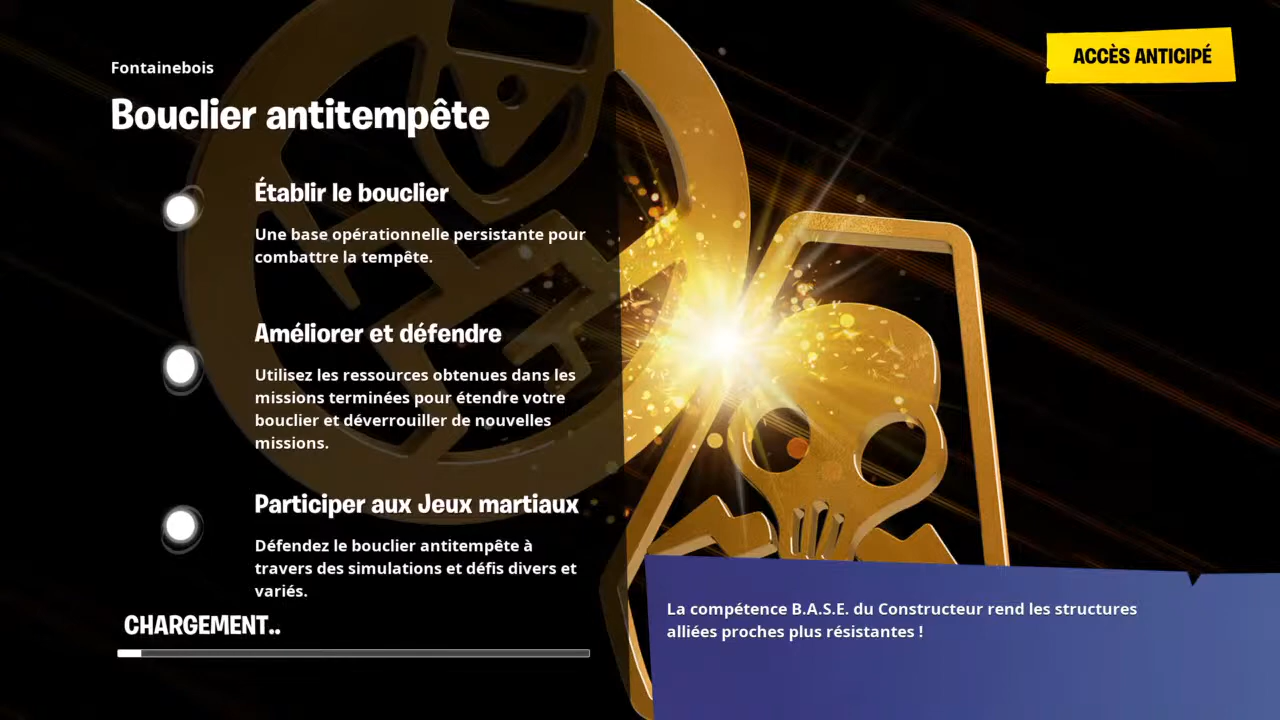 Fontainebois
Bouclier antitempête
ACCÈS ANTICIPÉ
Établir le bouclier
Une base opérationnelle persistante pour
combattre la tempête.
Améliorer et défendre
Utilisez les ressources obtenues dans les
missions terminées pour étendre votre
bouclier et déverrouiller de nouvelles
missions.
Participer aux Jeux martiaux
Défendez le bouclier antitempête à
travers des simulations et défis divers et
variés.
CHARGEMENT..
La compétence B.A.S.E. du Constructeur rend les structures
alliées proches plus résistantes !